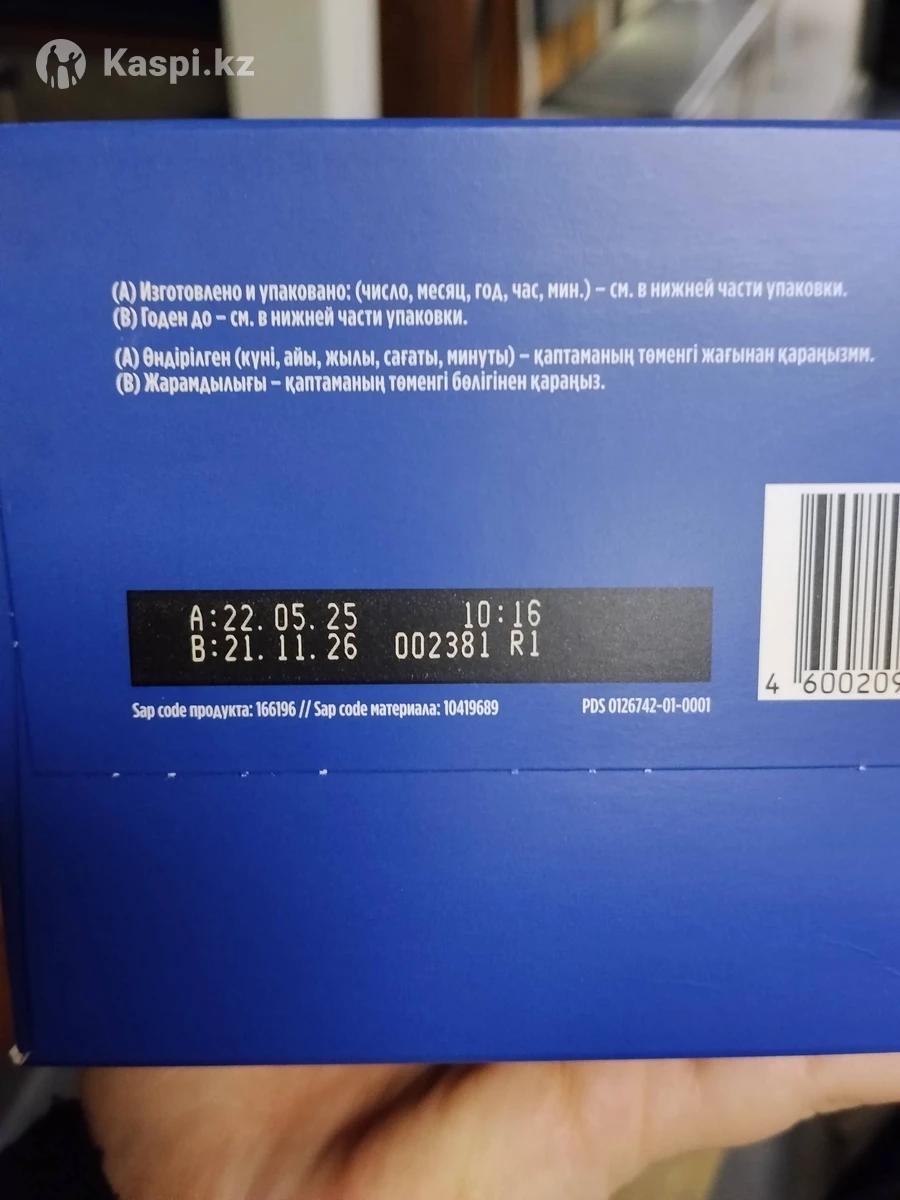 Kaspi.kz
(A) Изготовлено и упаковано: (число, месяц, год, час, мин.) – см. в нижней части упаковки.
(B) Годен до – см. в нижней части упаковки.
(A) Өндірілген (күні, айы, жылы, сағаты, минуты) – қаптаманың төменгі жағынан қараңызмм.
(B) Жарамдылығы – қаптаманың төменгі бөлігінен қараңыз.
A:22. 05. 25 10:16
B:21. 11. 26 002381 R1
Sap code продукта: 166196 // Sap code материала: 10419689 PDS 0126742-01-0001
4 600209